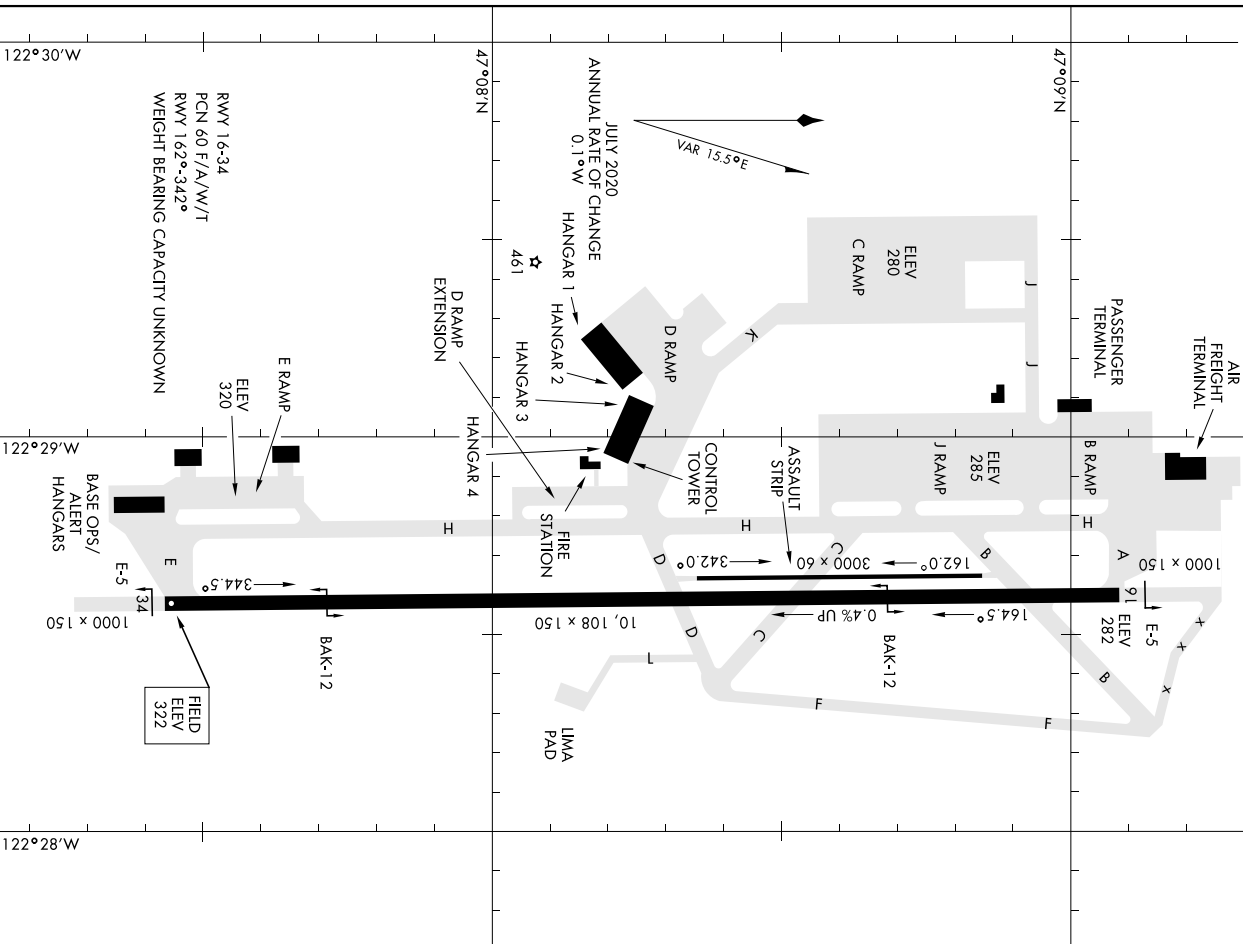 AIR
FREIGHT
TERMINAL
PASSENGER
TERMINAL
47°09'N
122°30'W
47°08'N
VAR 15.5°E
JULY 2020
ANNUAL RATE OF CHANGE
0.1°W
RWY 16-34
PCN 60 F/A/W/T
RWY 162°-342°
WEIGHT BEARING CAPACITY UNKNOWN
ELEV
280
C RAMP
J
J
K
461
HANGAR 1
HANGAR 2
HANGAR 3
HANGAR 4
D RAMP
D RAMP
EXTENSION
E RAMP
ELEV
320
122°29'W
B RAMP
ELEV
285
J RAMP
ASSAULT
STRIP
CONTROL
TOWER
FIRE
STATION
BASE OPS/
ALERT
HANGARS
H
H
H
A
B
C
D
E
1000 x 150
162.0°
3000 x 60
342.0°
344.5°
E-5
16
ELEV
282
E-5
34
164.5°
0.4% UP
10,108 x 150
1000 x 150
BAK-12
BAK-12
x
x
x
B
C
D
L
F
F
LIMA
PAD
FIELD
ELEV
322
122°28'W